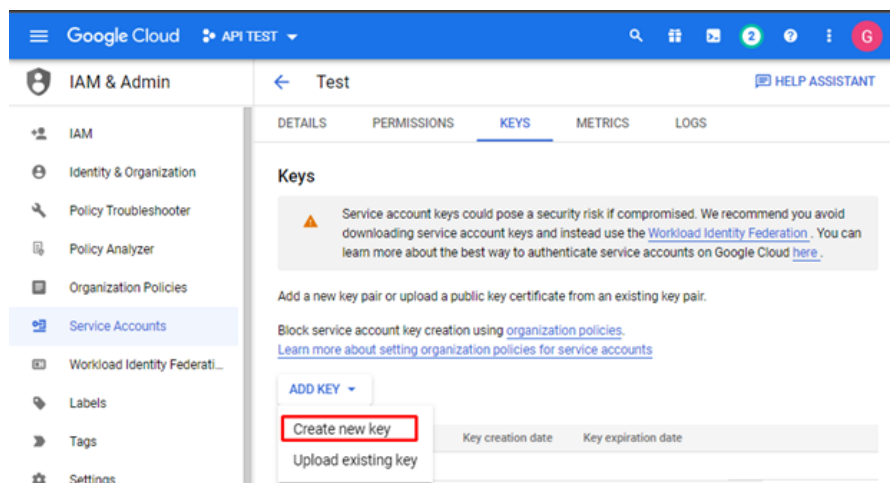 Google Cloud API TEST 2 G
IAM & Admin
Test
HELP ASSISTANT
IAM
Identity & Organization
Policy Troubleshooter
Policy Analyzer
Organization Policies
Service Accounts
Workload Identity Federati...
Labels
Tags
Settings
DETAILS PERMISSIONS KEYS METRICS LOGS
Keys
Service account keys could pose a security risk if compromised. We recommend you avoid
downloading service account keys and instead use the Workload Identity Federation . You can
learn more about the best way to authenticate service accounts on Google Cloud here .
Add a new key pair or upload a public key certificate from an existing key pair.
Block service account key creation using organization policies.
Learn more about setting organization policies for service accounts
ADD KEY
Create new key
Upload existing key
Key creation date Key expiration date